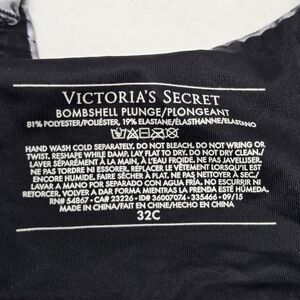 VICTORIA'S SECRET
BOMBSHELL PLUNGE/PLONGEANT
81% POLYESTER/POLIÉSTER, 19% ELASTANE/ÉLASTHANNE/ELASTANO
HAND WASH COLD SEPARATELY. DO NOT BLEACH. DO NOT WRING OR
TWIST. RESHAPE WHILE DAMP. LAY FLAT TO DRY. DO NOT DRY CLEAN./
LAVER SÉPARÉMENT À LA MAIN, À L'EAU FROIDE. NE PAS JAVELLISER.
NE PAS TORDRE NI ESSORER. REPLACER LE VÊTEMENT LORSQU'IL EST
ENCORE HUMIDE. FAIRE SÉCHER À PLAT. NE PAS NETTOYER À SEC./
LAVAR A MANO POR SEPARADO CON AGUA FRÍA. NO ESCURRIR NI
RETORCER. VOLVER A DAR FORMA MIENTRAS LA PRENDA ESTÉ HÚMEDA.
RN# 54867 • CA# 23226 • ID# 36007074 • 335466 • 09/15
MADE IN CHINA/FAIT EN CHINE/HECHO EN CHINA
32C